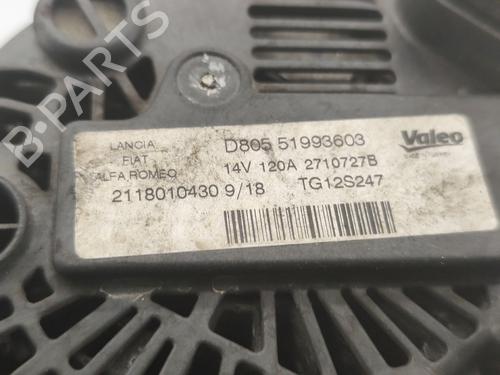 LANCIA
FIAT
ALFA ROMEO
D805 51993603
14V 120A 2710727B
2118010430 9/18 TG12S247
Valeo
B-PARTS